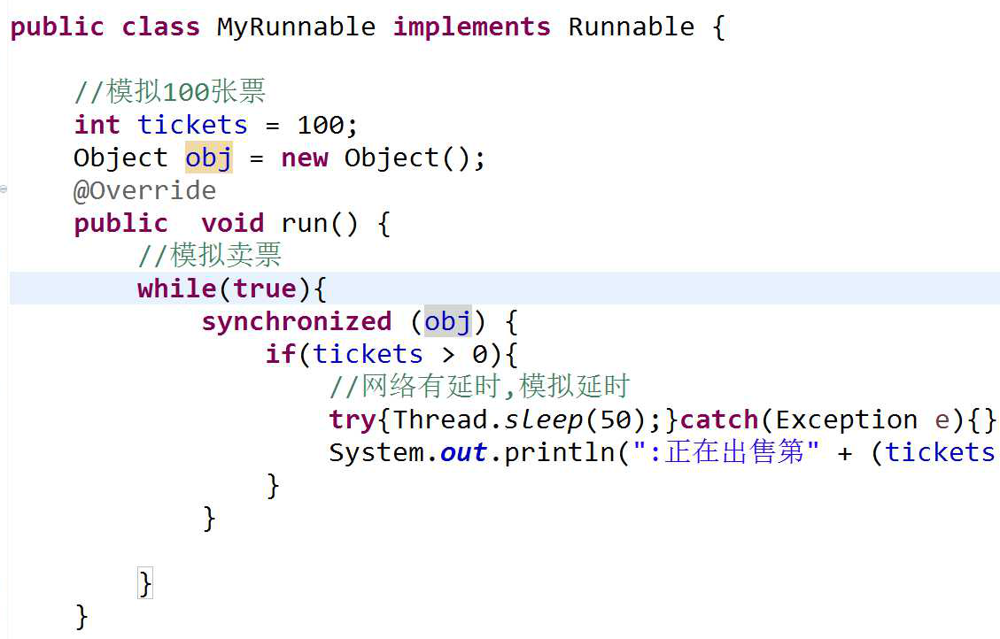 public class MyRunnable implements Runnable {
//模拟100张票
int tickets = 100;
Object obj = new Object();
@Override
public  void run() {
//模拟卖票
while(true){
synchronized (obj) {
if(tickets > 0){
//网络有延时,模拟延时
try{Thread.sleep(50);}catch(Exception e){}
System.out.println(":正在出售第" + (tickets
}
}
}
}